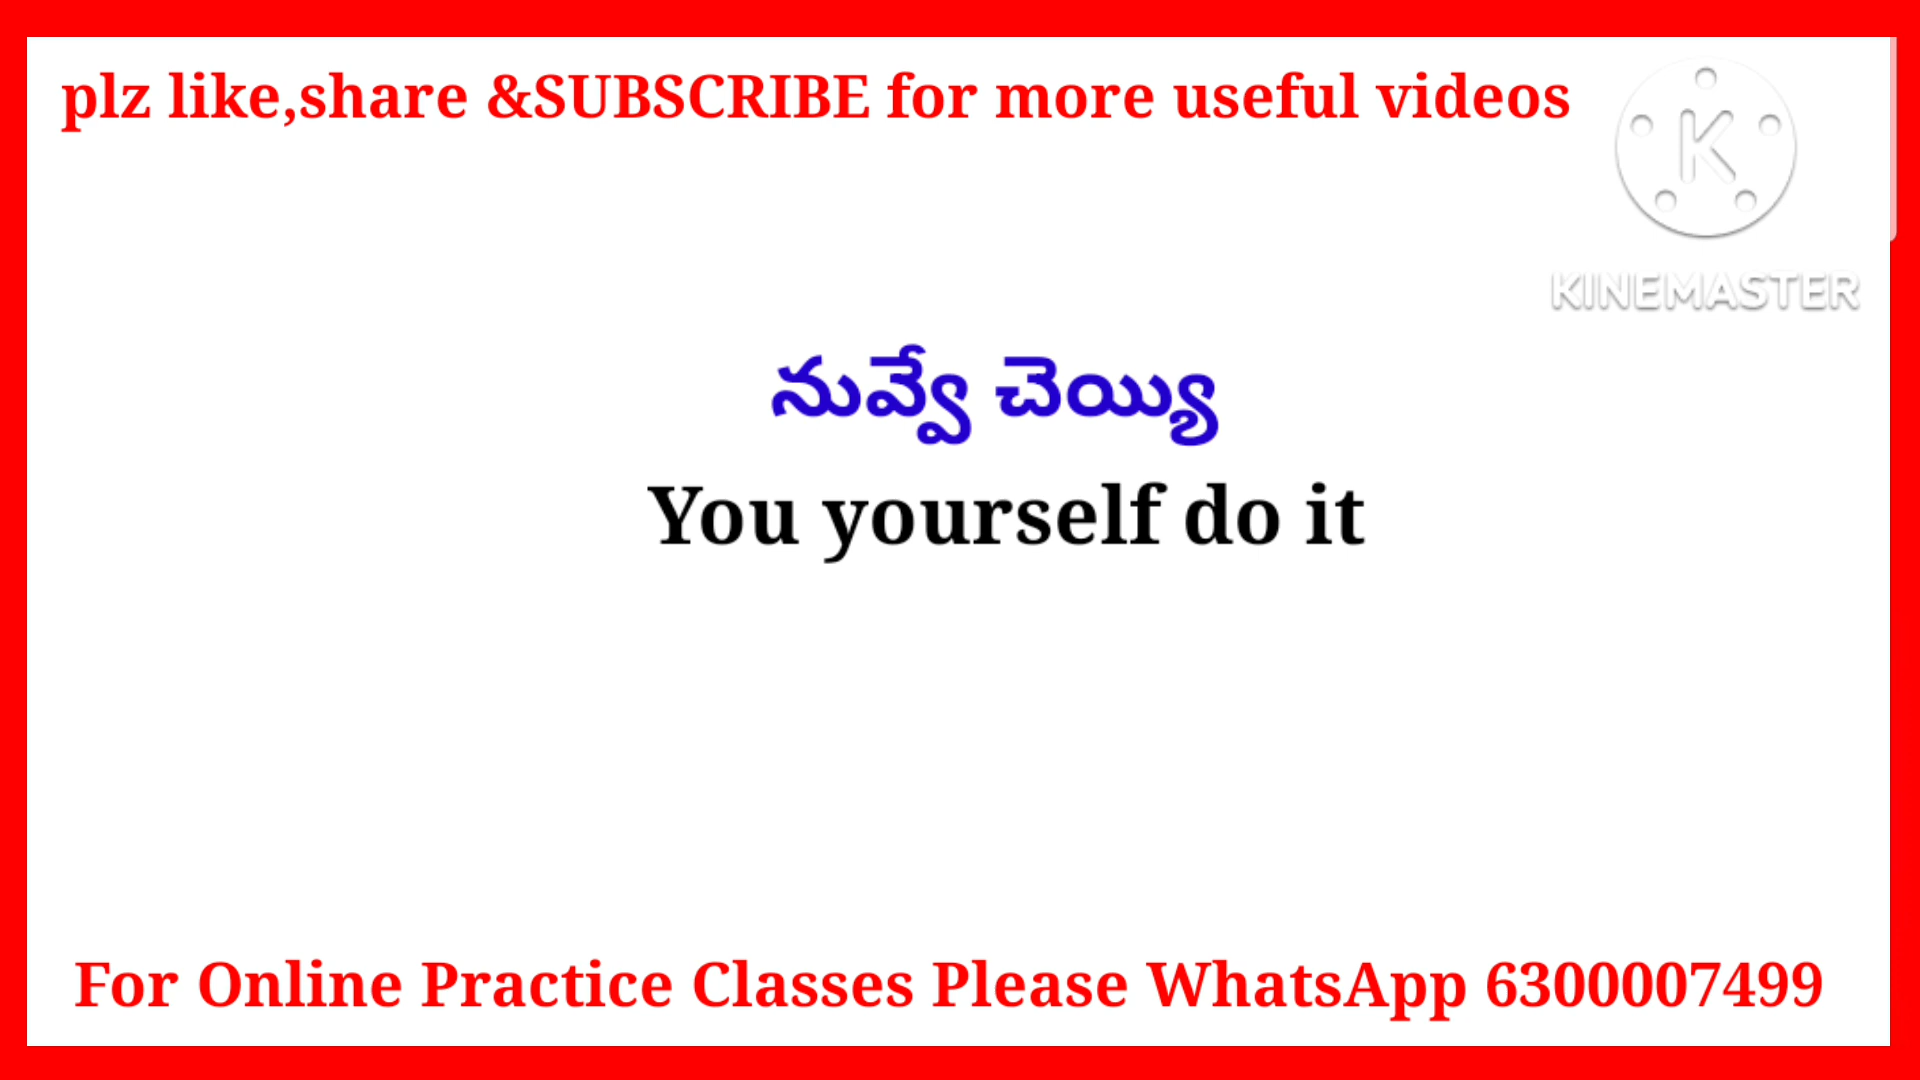 plz like,share &SUBSCRIBE for more useful videos
K
KINEMASTER
నువ్వే చెయ్యి
You yourself do it
For Online Practice Classes Please WhatsApp 6300007499